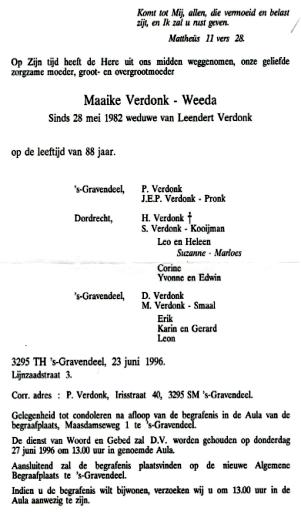 Komt tot Mij, allen, die vermoeid en belast
zijt, en Ik zal u rust geven.
Mattheüs 11 vers 28.
Op Zijn tijd heeft de Here uit ons midden weggenomen, onze geliefde
zorgzame moeder, groot- en overgrootmoeder
Maaike Verdonk - Weeda
Sinds 28 mei 1982 weduwe van Leendert Verdonk
op de leeftijd van 88 jaar.
's-Gravendeel, P. Verdonk
J.E.P. Verdonk - Pronk
Dordrecht, H. Verdonk †
S. Verdonk - Kooijman
Leo en Heleen
Suzanne - Marloes
Corine
Yvonne en Edwin
's-Gravendeel, D. Verdonk
M. Verdonk - Smaal
Erik
Karin en Gerard
Leon
3295 TH 's-Gravendeel, 23 juni 1996.
Lijnzaadstraat 3.
Corr. adres : P. Verdonk, Irisstraat 40, 3295 SM 's-Gravendeel.
Gelegenheid tot condoleren na afloop van de begrafenis in de Aula van de
begraafplaats, Maasdamseweg 1 te 's-Gravendeel.
De dienst van Woord en Gebed zal D.V. worden gehouden op donderdag
27 juni 1996 om 13.00 uur in genoemde Aula.
Aansluitend zal de begrafenis plaatsvinden op de nieuwe Algemene
Begraafplaats te 's-Gravendeel.
Indien u de begrafenis wilt bijwonen, verzoeken wij u om 13.00 uur in de
Aula aanwezig te zijn.